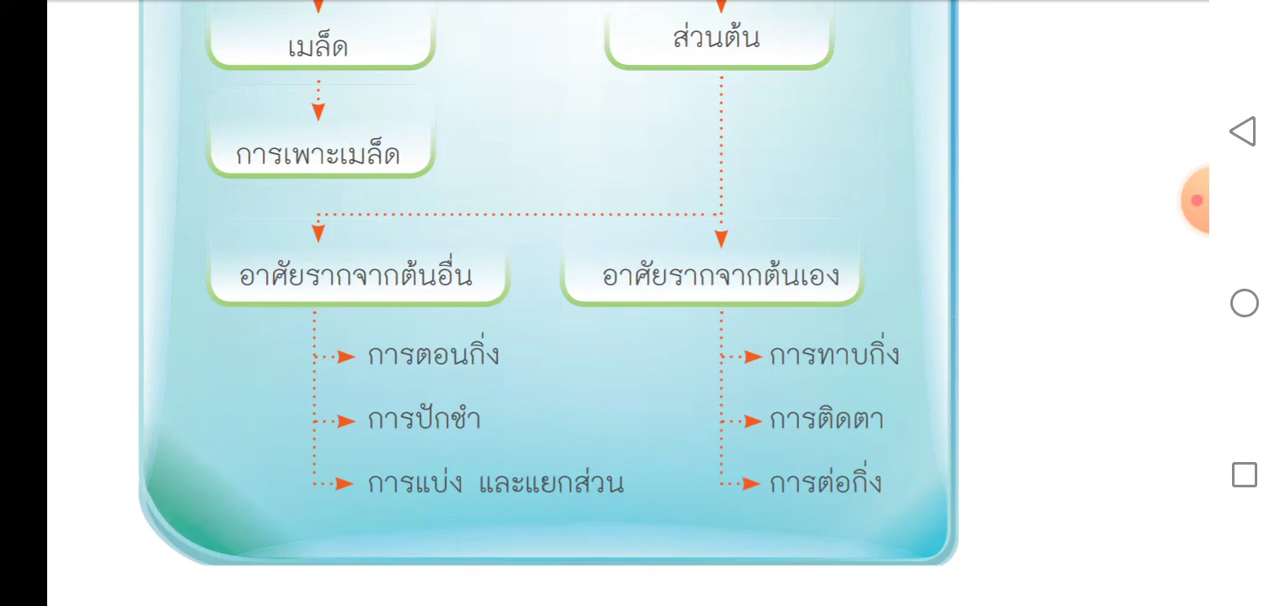 เมล็ด
ส่วนต้น
การเพาะเมล็ด
อาศัยรากจากต้นอื่น
อาศัยรากจากต้นเอง
การตอนกิ่ง
การทาบกิ่ง
การปักชำ
การติดตา
การแบ่ง และแยกส่วน
การต่อกิ่ง